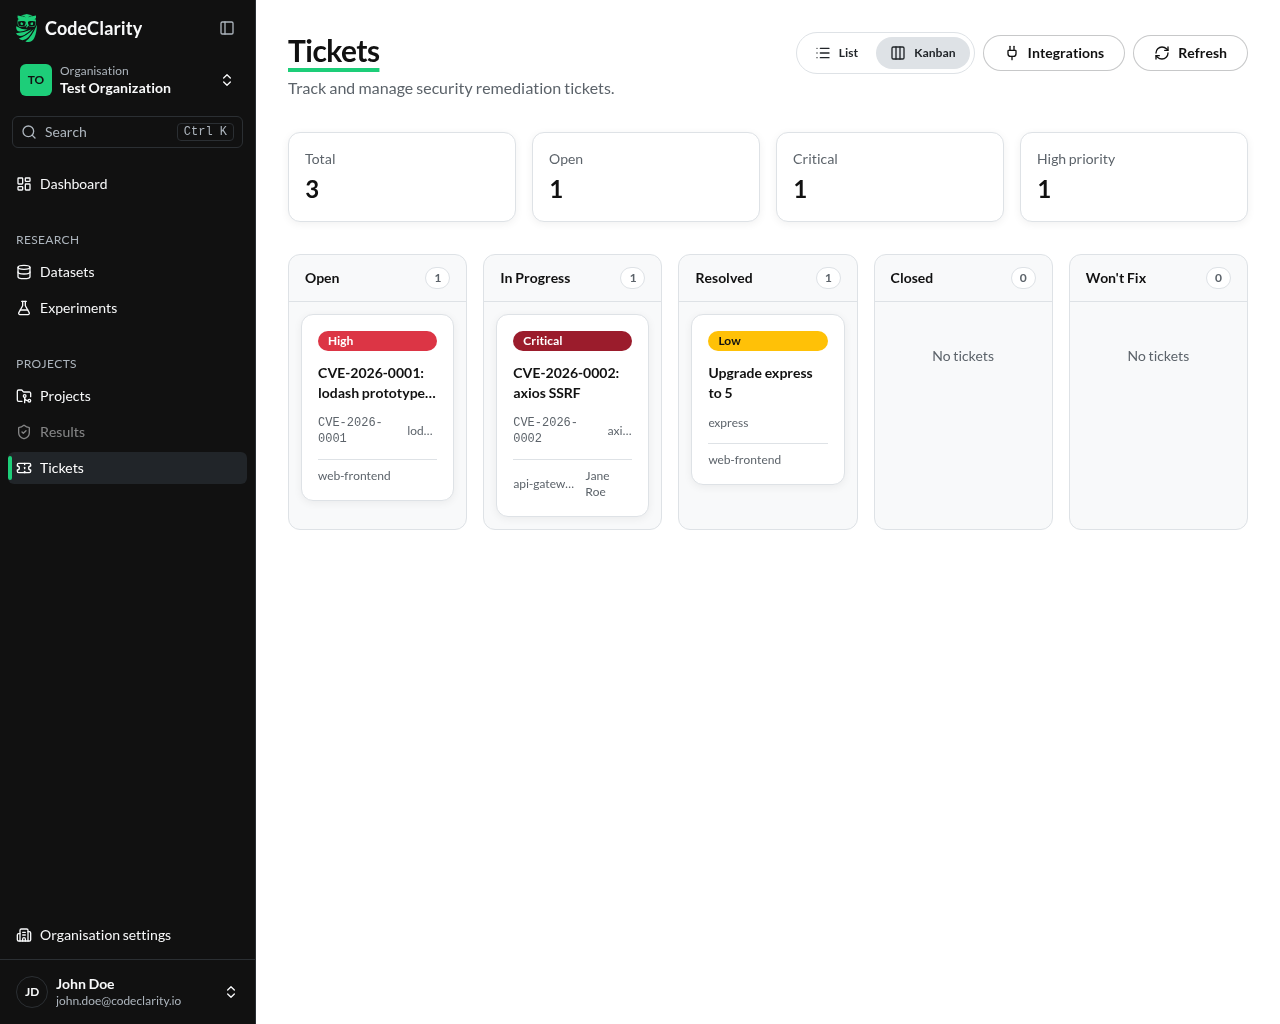 CodeClarity
TO
Organisation
Test Organization
Search
Ctrl K
Dashboard
RESEARCH
Datasets
Experiments
PROJECTS
Projects
Results
Tickets
Organisation settings
JD
John Doe
john.doe@codeclarity.io
Tickets
Track and manage security remediation tickets.
List
Kanban
Integrations
Refresh
Total
3
Open
1
Critical
1
High priority
1
Open
1
High
CVE-2026-0001:
lodash prototype...
CVE-2026-
0001
lod...
web-frontend
In Progress
1
Critical
CVE-2026-0002:
axios SSRF
CVE-2026-
0002
axi...
api-gatew...
Jane
Roe
Resolved
1
Low
Upgrade express
to 5
express
web-frontend
Closed
0
No tickets
Won't Fix
0
No tickets